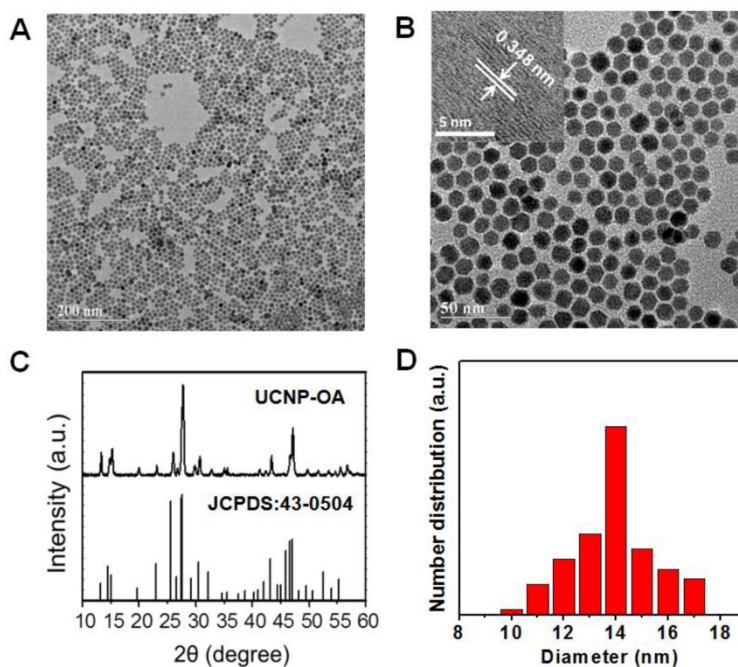 A
200 nm
B
0.348 nm
5 nm
50 nm
C
UCNP-OA
JCPDS:43-0504
Intensity (a.u.)
10 15 20 25 30 35 40 45 50 55 60
2θ (degree)
D
Number distribution (a.u.)
8 10 12 14 16 18
Diameter (nm)